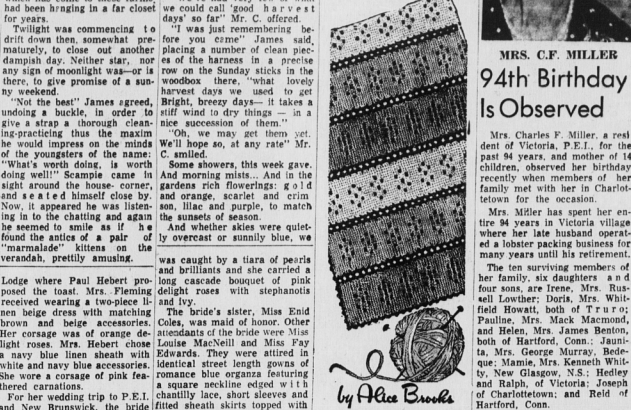 been hrnging in a far closet
for years.
Twilight was commencing to
drift down then, somewhat pre-
maturely, to close out another
dampish day. Neither star, nor
any sign of moonlight was—or is
there, to give promise of a sun-
ny weekend.
"Not the best" James agreed,
undoing a buckle, in order to
give a strap a thorough clean-
ing-practicing thus the maxim
he would impress on the minds
of the youngsters of the name:
"What's worth doing, is worth
doing well!" Scampie came in
sight around the house- corner,
and seated himself close by.
Now, it appeared he was listen-
ing in to the chatting and again
he seemed to smile as if he
found the antics of a pair of
"marmalade" kittens on the
verandah, prettily amusing.
we could call 'good harvest
days' so far" Mr. C. offered.
"I was just remembering be-
fore you came" James said,
placing a number of clean piec-
es of the harness in a precise
row on the Sunday sticks in the
woodbox there, "what lovely
harvest days we used to get
Bright, breezy days— it takes a
stiff wind to dry things — in a
nice succession of them."
"Oh, we may get them yet.
We'll hope so, at any rate" Mr.
C. smiled.
Some showers, this week gave.
And morning mists... And in the
gardens rich flowerings: gold
and orange, scarlet and crim
son, lilac and purple, to match
the sunsets of season.
And whether skies were quiet-
ly overcast or sunnily blue, we
Lodge where Paul Hebert pro-
posed the toast. Mrs. Fleming
received wearing a two-piece li-
nen beige dress with matching
brown and beige accessories.
Her corsage was of orange de-
light roses. Mrs. Hebert chose
a navy blue linen sheath with
white and navy blue accessories.
She wore a corsage of pink fea-
thered carnations.
For her wedding trip to P.E.I.
and New Brunswick, the bride
was caught by a tiara of pearls
and brilliants and she carried a
long cascade bouquet of pink
delight roses with stephanotis
and ivy.
The bride's sister, Miss Enid
Coles, was maid of honor. Other
attendants of the bride were Miss
Louise MacNeill and Miss Fay
Edwards. They were attired in
identical street length gowns of
romance blue organza featuring
a square neckline edged with
chantilly lace, short sleeves and
fitted sheath skirts topped with
by Alice Brooks
MRS. C.F. MILLER
94th Birthday
Is Observed
Mrs. Charles F. Miller, a resi
dent of Victoria, P.E.I., for the
past 94 years, and mother of 14
children, observed her birthday
recently when members of her
family met with her in Charlot-
tetown for the occasion.
Mrs. Miller has spent her en-
tire 94 years in Victoria village
where her late husband operat-
ed a lobster packing business for
many years until his retirement.
The ten surviving members of
her family, six daughters and
four sons, are Irene, Mrs. Rus-
sell Lowther; Doris, Mrs. Whit-
field Howatt, both of Truro;
Pauline, Mrs. Mack Macmond,
and Helen, Mrs. James Benton,
both of Hartford, Conn.; Jauni-
ta, Mrs. George Murray, Bede-
que; Mamie, Mrs. Kenneth Whit-
ty, New Glasgow, N.S.; Hedley
and Ralph, of Victoria; Joseph
of Charlottetown; and Reid of
Hartford, Conn.